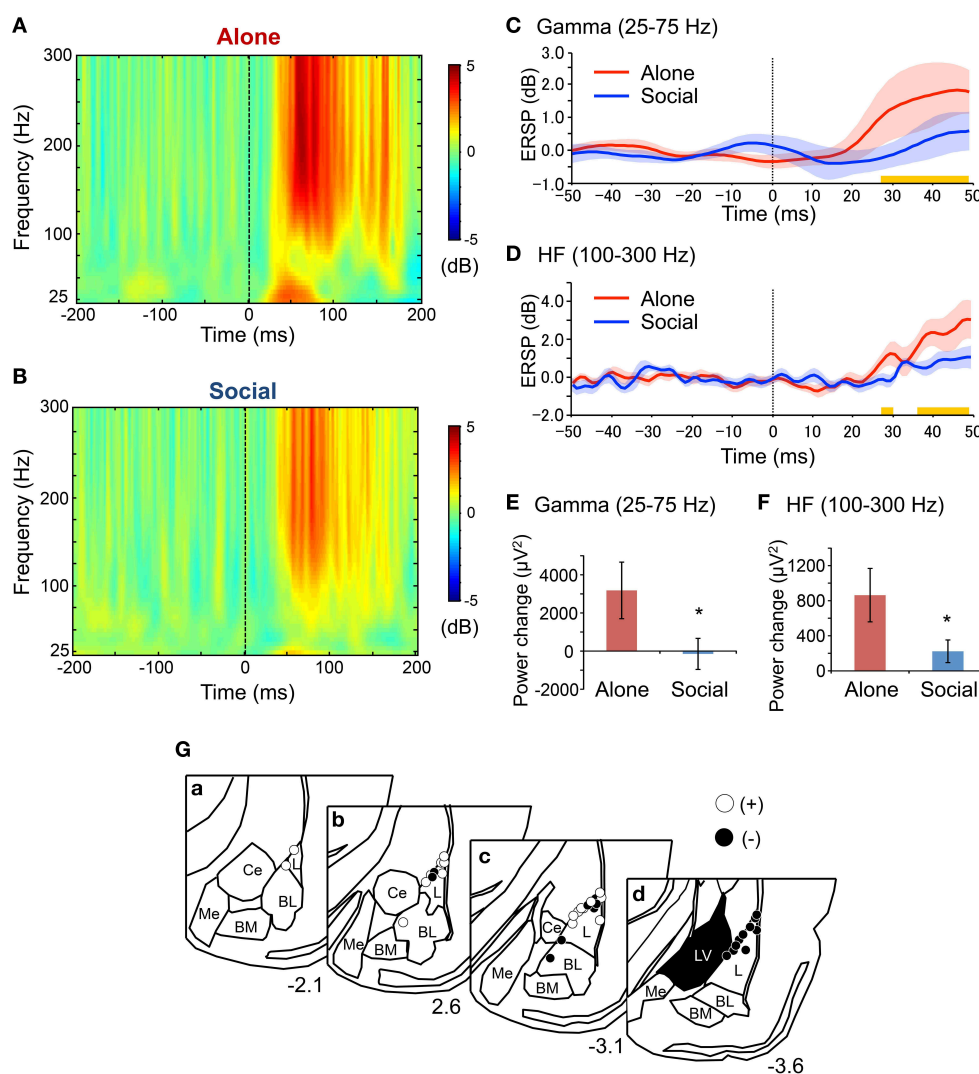 A
Alone
300
200
100
25
Frequency (Hz)
-200
-100
0
100
200
Time (ms)
5
0
-5
(dB)
B
Social
300
200
100
25
Frequency (Hz)
-200
-100
0
100
200
Time (ms)
5
0
-5
(dB)
C Gamma (25-75 Hz)
Alone
Social
ERSP (dB)
3.0
2.0
1.0
0.0
−1.0
−50 −40 −30 −20 −10 0 10 20 30 40 50
Time (ms)
D HF (100-300 Hz)
Alone
Social
ERSP (dB)
4.0
2.0
0.0
−2.0
−50 −40 −30 −20 −10 0 10 20 30 40 50
Time (ms)
E Gamma (25-75 Hz)
Power change (µV²)
4000
2000
0
-2000
*
Alone Social
F HF (100-300 Hz)
Power change (µV²)
1200
800
400
0
*
Alone Social
G
(+)
(-)
a
Ce
L
BL
Me
BM
-2.1
b
Ce
L
BL
Me
BM
2.6
c
Ce
L
BL
Me
BM
-3.1
d
LV
L
Me
BL
BM
-3.6